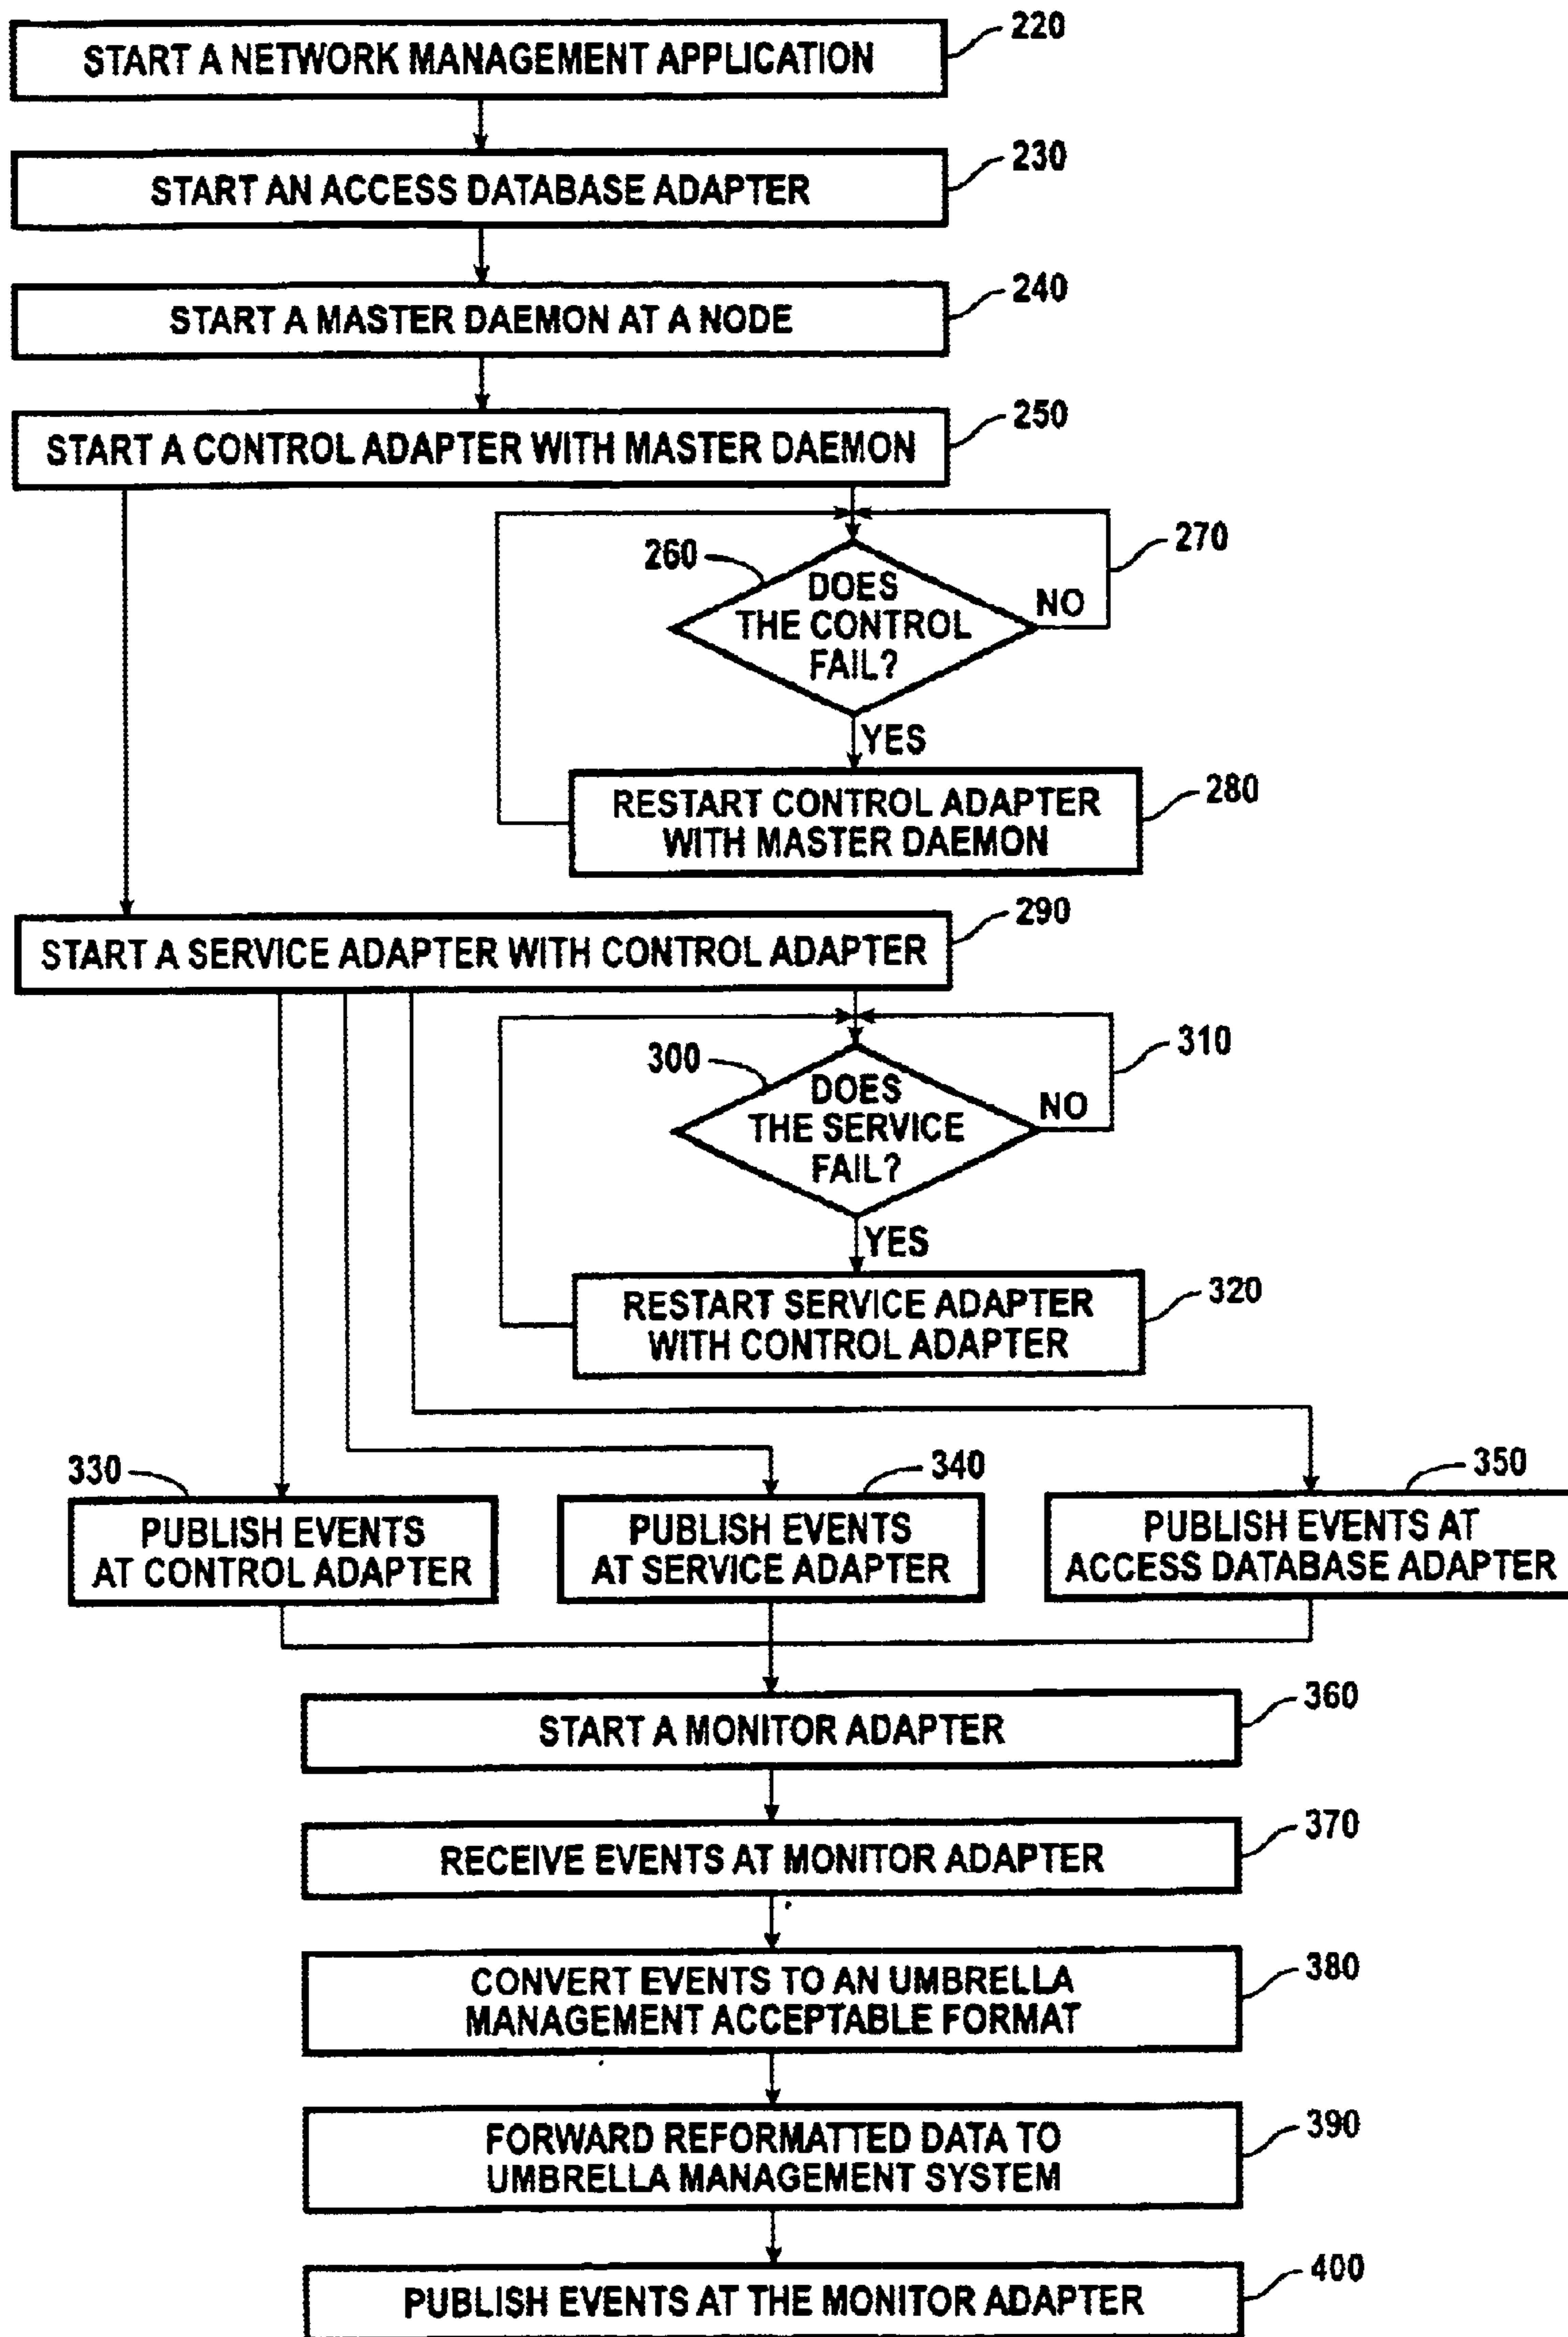 START A NETWORK MANAGEMENT APPLICATION
220
START AN ACCESS DATABASE ADAPTER
230
START A MASTER DAEMON AT A NODE
240
START A CONTROL ADAPTER WITH MASTER DAEMON
250
260
270
DOES
THE CONTROL
FAIL?
NO
YES
RESTART CONTROL ADAPTER
WITH MASTER DAEMON
280
START A SERVICE ADAPTER WITH CONTROL ADAPTER
290
300
310
DOES
THE SERVICE
FAIL?
NO
YES
RESTART SERVICE ADAPTER
WITH CONTROL ADAPTER
320
330
PUBLISH EVENTS
AT CONTROL ADAPTER
340
PUBLISH EVENTS
AT SERVICE ADAPTER
350
PUBLISH EVENTS AT
ACCESS DATABASE ADAPTER
START A MONITOR ADAPTER
360
RECEIVE EVENTS AT MONITOR ADAPTER
370
CONVERT EVENTS TO AN UMBRELLA
MANAGEMENT ACCEPTABLE FORMAT
380
FORWARD REFORMATTED DATA TO
UMBRELLA MANAGEMENT SYSTEM
390
PUBLISH EVENTS AT THE MONITOR ADAPTER
400